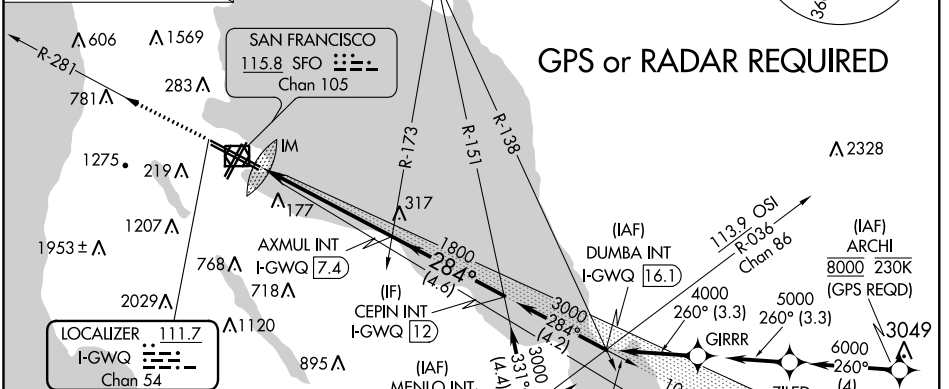 606
1569
R-281
781
283
SAN FRANCISCO
115.8 SFO
Chan 105
GPS or RADAR REQUIRED
36
IM
R-173
R-151
R-138
1275
219
2328
177
317
1207
1953 ±
AXMUL INT
I-GWQ 7.4
1800
284°
(4.6)
(IAF)
DUMBA INT
I-GWQ 16.1
113.9 OSI
R-036
Chan 86
(IAF)
ARCHI
8000 230K
(GPS REQD)
768
718
2029
(IF)
CEPIN INT
I-GWQ 12
3000
284°
(4.2)
4000
260° (3.3)
5000
260° (3.3)
GIRRR
3049
6000
260°
(4)
LOCALIZER 111.7
I-GWQ
Chan 54
1120
895
3000
331°
(4.4)
(IAF)
MENLO INT